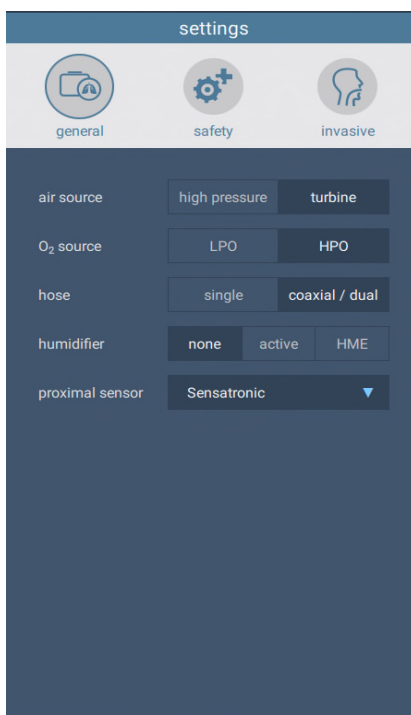 settings
general safety invasive
air source high pressure turbine
O₂ source LPO HPO
hose single coaxial / dual
humidifier none active HME
proximal sensor Sensatronic